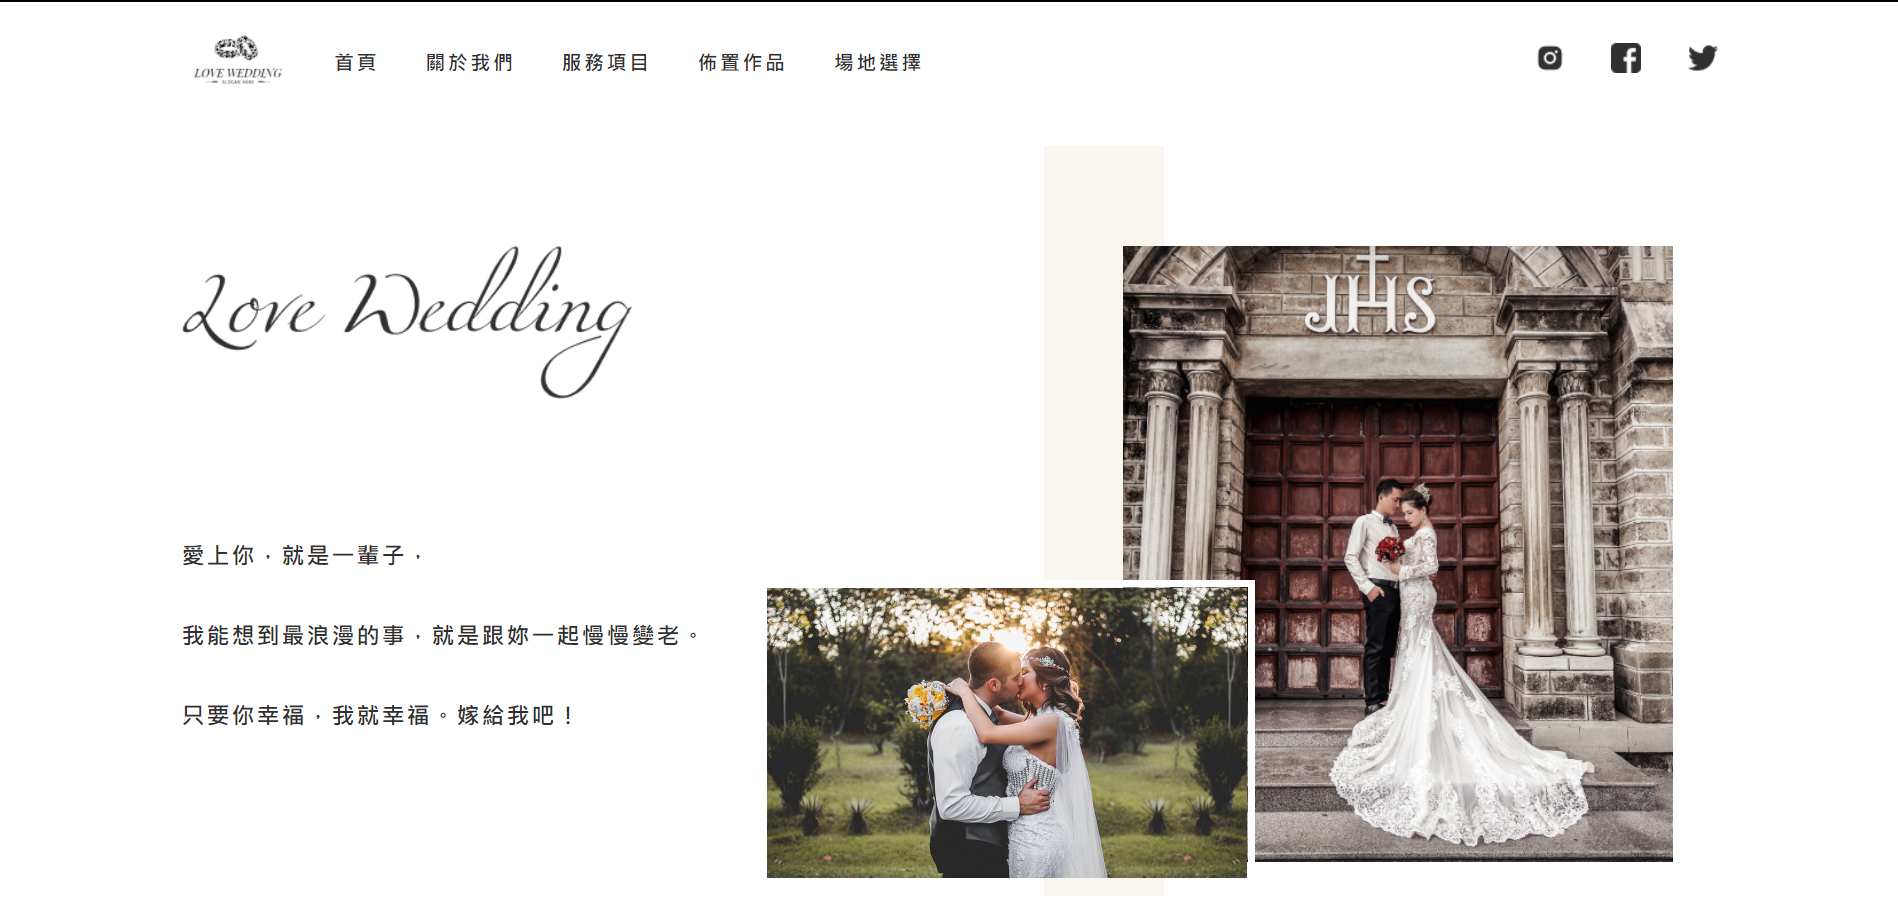 LOVE WEDDING
SLOGAN HERE
首頁
關於我們
服務項目
佈置作品
場地選擇
Love Wedding
JHS
愛上你，就是一輩子，
我能想到最浪漫的事，就是跟妳一起慢慢變老。
只要你幸福，我就幸福。嫁給我吧！